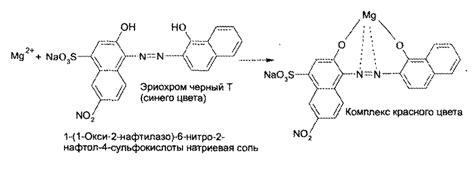 Mg
OH HO
Mg²⁺ + NaO₃S N=N
O O
NaO₃S N=N
NO₂
NO₂
Эриохром черный Т
(синего цвета)
Комплекс красного цвета
1-(1-Окси-2-нафтилазо)-6-нитро-2-
нафтол-4-сульфокислоты натриевая соль